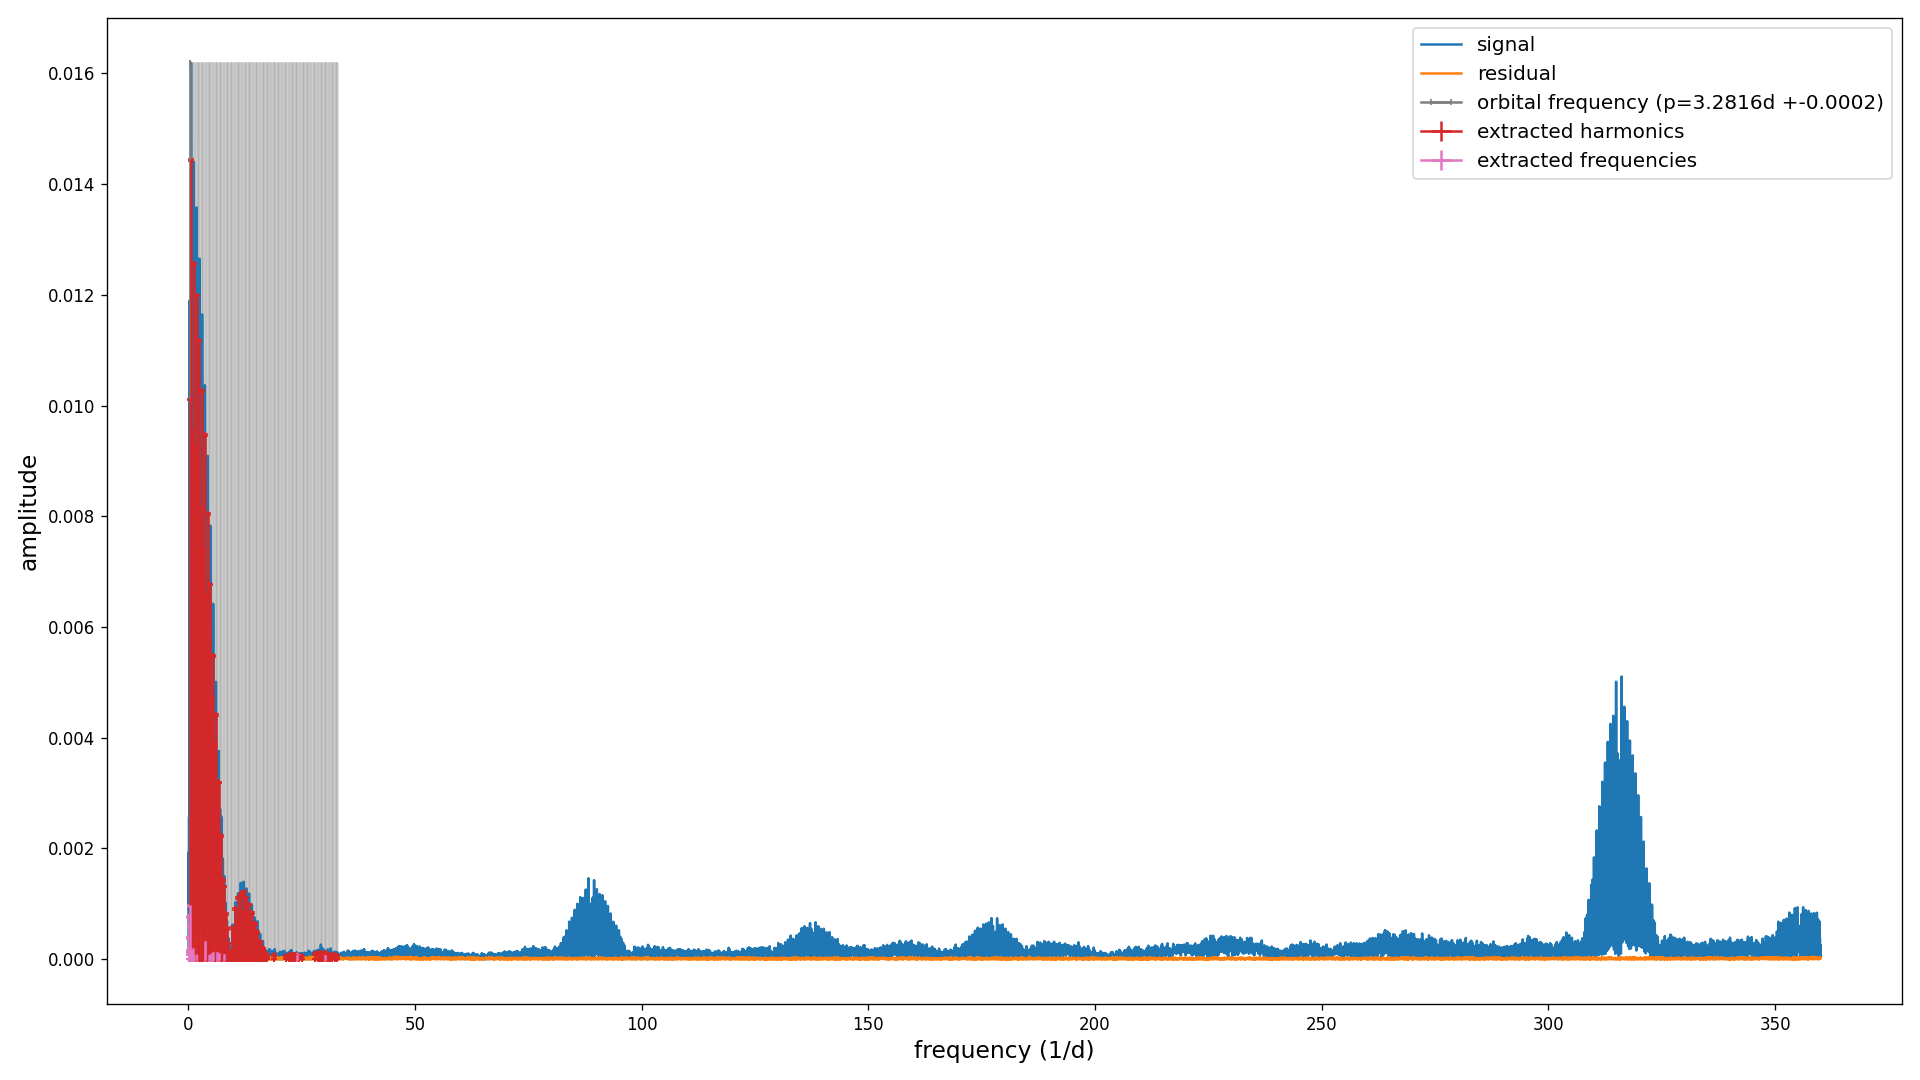 signal
residual
orbital frequency (p=3.2816d +-0.0002)
extracted harmonics
extracted frequencies
amplitude
0.016
0.014
0.012
0.010
0.008
0.006
0.004
0.002
0.000
0
50
100
150
200
250
300
350
frequency (1/d)